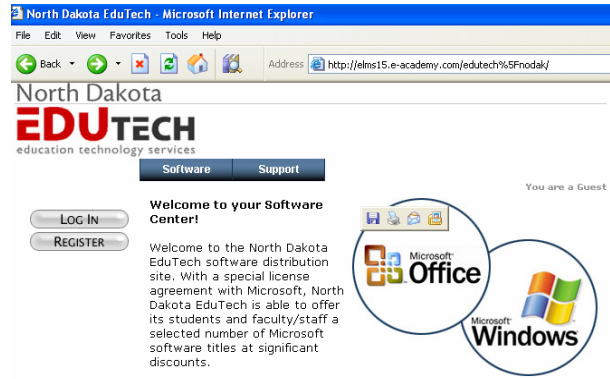 North Dakota EduTech - Microsoft Internet Explorer
File Edit View Favorites Tools Help
Back Address http://elms15.e-academy.com/edutech%5Fnodak/
North Dakota
EDUTECH
education technology services
Software Support
You are a Guest
LOG IN
REGISTER
Welcome to your Software
Center!
Welcome to the North Dakota
EduTech software distribution
site. With a special license
agreement with Microsoft, North
Dakota EduTech is able to offer
its students and faculty/staff a
selected number of Microsoft
software titles at significant
discounts.
Microsoft
Office
Microsoft
Windows